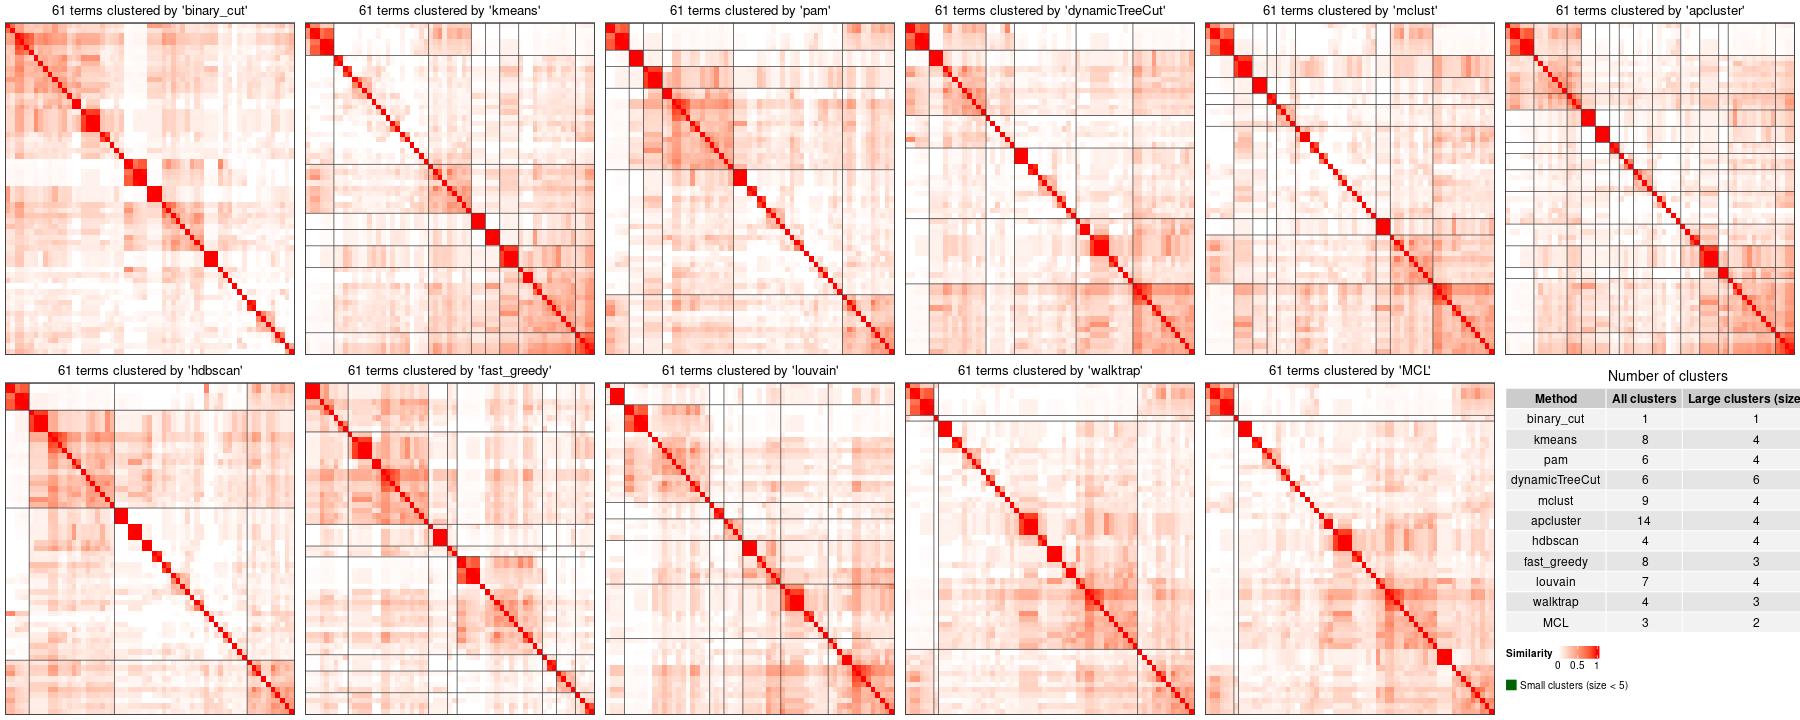 61 terms clustered by 'binary_cut'
61 terms clustered by 'kmeans'
61 terms clustered by 'pam'
61 terms clustered by 'dynamicTreeCut'
61 terms clustered by 'mclust'
61 terms clustered by 'apcluster'
61 terms clustered by 'hdbscan'
61 terms clustered by 'fast_greedy'
61 terms clustered by 'louvain'
61 terms clustered by 'walktrap'
61 terms clustered by 'MCL'
Number of clusters
Method All clusters Large clusters (size
binary_cut 1 1
kmeans 8 4
pam 6 4
dynamicTreeCut 6 6
mclust 9 4
apcluster 14 4
hdbscan 4 4
fast_greedy 8 3
louvain 7 4
walktrap 4 3
MCL 3 2
Similarity
0 0.5 1
Small clusters (size < 5)